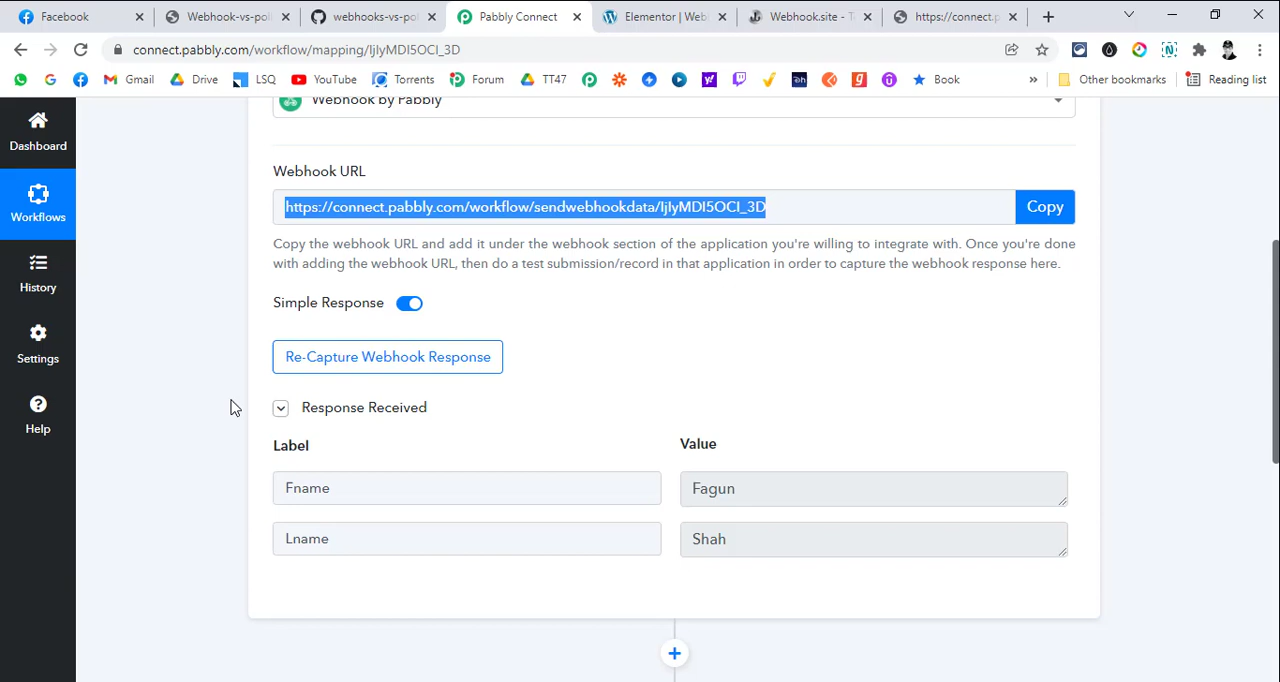 Facebook
Webhook-vs-poll
webhooks-vs-pol
Pabbly Connect
Elementor | Web
Webhook.site - Te
https://connect.p
connect.pabbly.com/workflow/mapping/IjIyMDI5OCI_3D
Gmail
Drive
LSQ
YouTube
Torrents
Forum
TT47
Book
»
Other bookmarks
Reading list
Dashboard
Workflows
History
Settings
Help
Webhook by Pabbly
Webhook URL
https://connect.pabbly.com/workflow/sendwebhookdata/IjIyMDI5OCI_3D
Copy
Copy the webhook URL and add it under the webhook section of the application you're willing to integrate with. Once you're done
with adding the webhook URL, then do a test submission/record in that application in order to capture the webhook response here.
Simple Response
Re-Capture Webhook Response
Response Received
Label
Value
Fname
Fagun
Lname
Shah